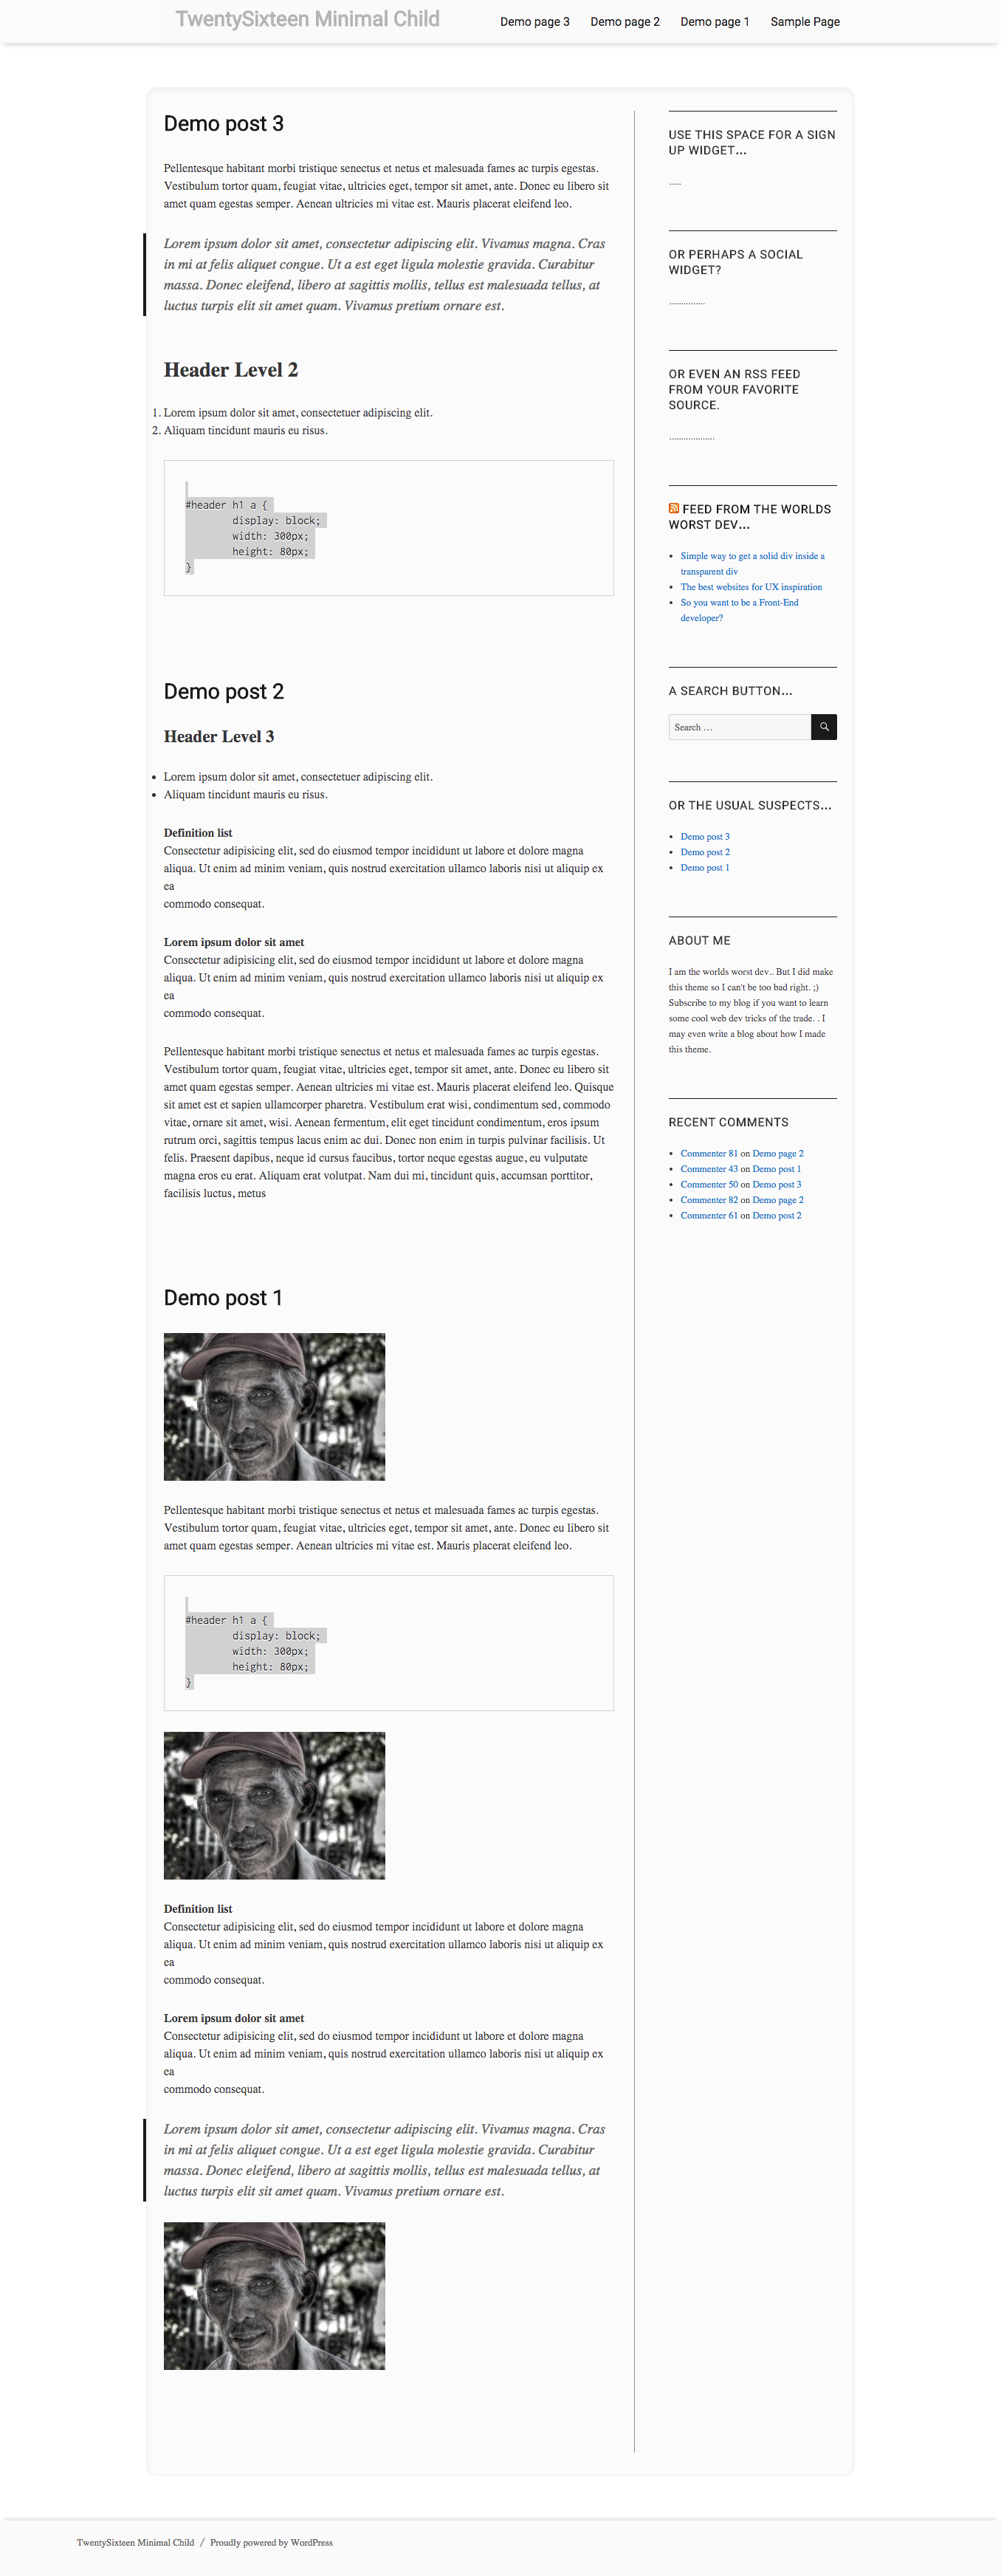 TwentySixteen Minimal Child
Demo page 3
Demo page 2
Demo page 1
Sample Page
Demo post 3
Pellentesque habitant morbi tristique senectus et netus et malesuada fames ac turpis egestas.
Vestibulum tortor quam, feugiat vitae, ultricies eget, tempor sit amet, ante. Donec eu libero sit
amet quam egestas semper. Aenean ultricies mi vitae est. Mauris placerat eleifend leo.
Lorem ipsum dolor sit amet, consectetur adipiscing elit. Vivamus magna. Cras
in mi at felis aliquet congue. Ut a est eget ligula molestie gravida. Curabitur
massa. Donec eleifend, libero at sagittis mollis, tellus est malesuada tellus, at
luctus turpis elit sit amet quam. Vivamus pretium ornare est.
Header Level 2
1. Lorem ipsum dolor sit amet, consectetuer adipiscing elit.
2. Aliquam tincidunt mauris eu risus.
#header h1 a {
display: block;
width: 300px;
height: 80px;
}
Demo post 2
Header Level 3
• Lorem ipsum dolor sit amet, consectetuer adipiscing elit.
• Aliquam tincidunt mauris eu risus.
Definition list
Consectetur adipisicing elit, sed do eiusmod tempor incididunt ut labore et dolore magna
aliqua. Ut enim ad minim veniam, quis nostrud exercitation ullamco laboris nisi ut aliquip ex
ea
commodo consequat.
Lorem ipsum dolor sit amet
Consectetur adipisicing elit, sed do eiusmod tempor incididunt ut labore et dolore magna
aliqua. Ut enim ad minim veniam, quis nostrud exercitation ullamco laboris nisi ut aliquip ex
ea
commodo consequat.
Pellentesque habitant morbi tristique senectus et netus et malesuada fames ac turpis egestas.
Vestibulum tortor quam, feugiat vitae, ultricies eget, tempor sit amet, ante. Donec eu libero sit
amet quam egestas semper. Aenean ultricies mi vitae est. Mauris placerat eleifend leo. Quisque
sit amet est et sapien ullamcorper pharetra. Vestibulum erat wisi, condimentum sed, commodo
vitae, ornare sit amet, wisi. Aenean fermentum, elit eget tincidunt condimentum, eros ipsum
rutrum orci, sagittis tempus lacus enim ac dui. Donec non enim in turpis pulvinar facilisis. Ut
felis. Praesent dapibus, neque id cursus faucibus, tortor neque egestas augue, eu vulputate
magna eros eu erat. Aliquam erat volutpat. Nam dui mi, tincidunt quis, accumsan porttitor,
facilisis luctus, metus
Demo post 1
Pellentesque habitant morbi tristique senectus et netus et malesuada fames ac turpis egestas.
Vestibulum tortor quam, feugiat vitae, ultricies eget, tempor sit amet, ante. Donec eu libero sit
amet quam egestas semper. Aenean ultricies mi vitae est. Mauris placerat eleifend leo.
#header h1 a {
display: block;
width: 300px;
height: 80px;
}
Definition list
Consectetur adipisicing elit, sed do eiusmod tempor incididunt ut labore et dolore magna
aliqua. Ut enim ad minim veniam, quis nostrud exercitation ullamco laboris nisi ut aliquip ex
ea
commodo consequat.
Lorem ipsum dolor sit amet
Consectetur adipisicing elit, sed do eiusmod tempor incididunt ut labore et dolore magna
aliqua. Ut enim ad minim veniam, quis nostrud exercitation ullamco laboris nisi ut aliquip ex
ea
commodo consequat.
Lorem ipsum dolor sit amet, consectetur adipiscing elit. Vivamus magna. Cras
in mi at felis aliquet congue. Ut a est eget ligula molestie gravida. Curabitur
massa. Donec eleifend, libero at sagittis mollis, tellus est malesuada tellus, at
luctus turpis elit sit amet quam. Vivamus pretium ornare est.
USE THIS SPACE FOR A SIGN
UP WIDGET...
.....
OR PERHAPS A SOCIAL
WIDGET?
...............
OR EVEN AN RSS FEED
FROM YOUR FAVORITE
SOURCE.
...................
FEED FROM THE WORLDS
WORST DEV...
• Simple way to get a solid div inside a
transparent div
• The best websites for UX inspiration
• So you want to be a Front-End
developer?
A SEARCH BUTTON...
Search ...
OR THE USUAL SUSPECTS...
• Demo post 3
• Demo post 2
• Demo post 1
ABOUT ME
I am the worlds worst dev.. But I did make
this theme so I can't be too bad right. ;)
Subscribe to my blog if you want to learn
some cool web dev tricks of the trade. . I
may even write a blog about how I made
this theme.
RECENT COMMENTS
• Commenter 81 on Demo page 2
• Commenter 43 on Demo post 1
• Commenter 50 on Demo post 3
• Commenter 82 on Demo page 2
• Commenter 61 on Demo post 2
TwentySixteen Minimal Child / Proudly powered by WordPress